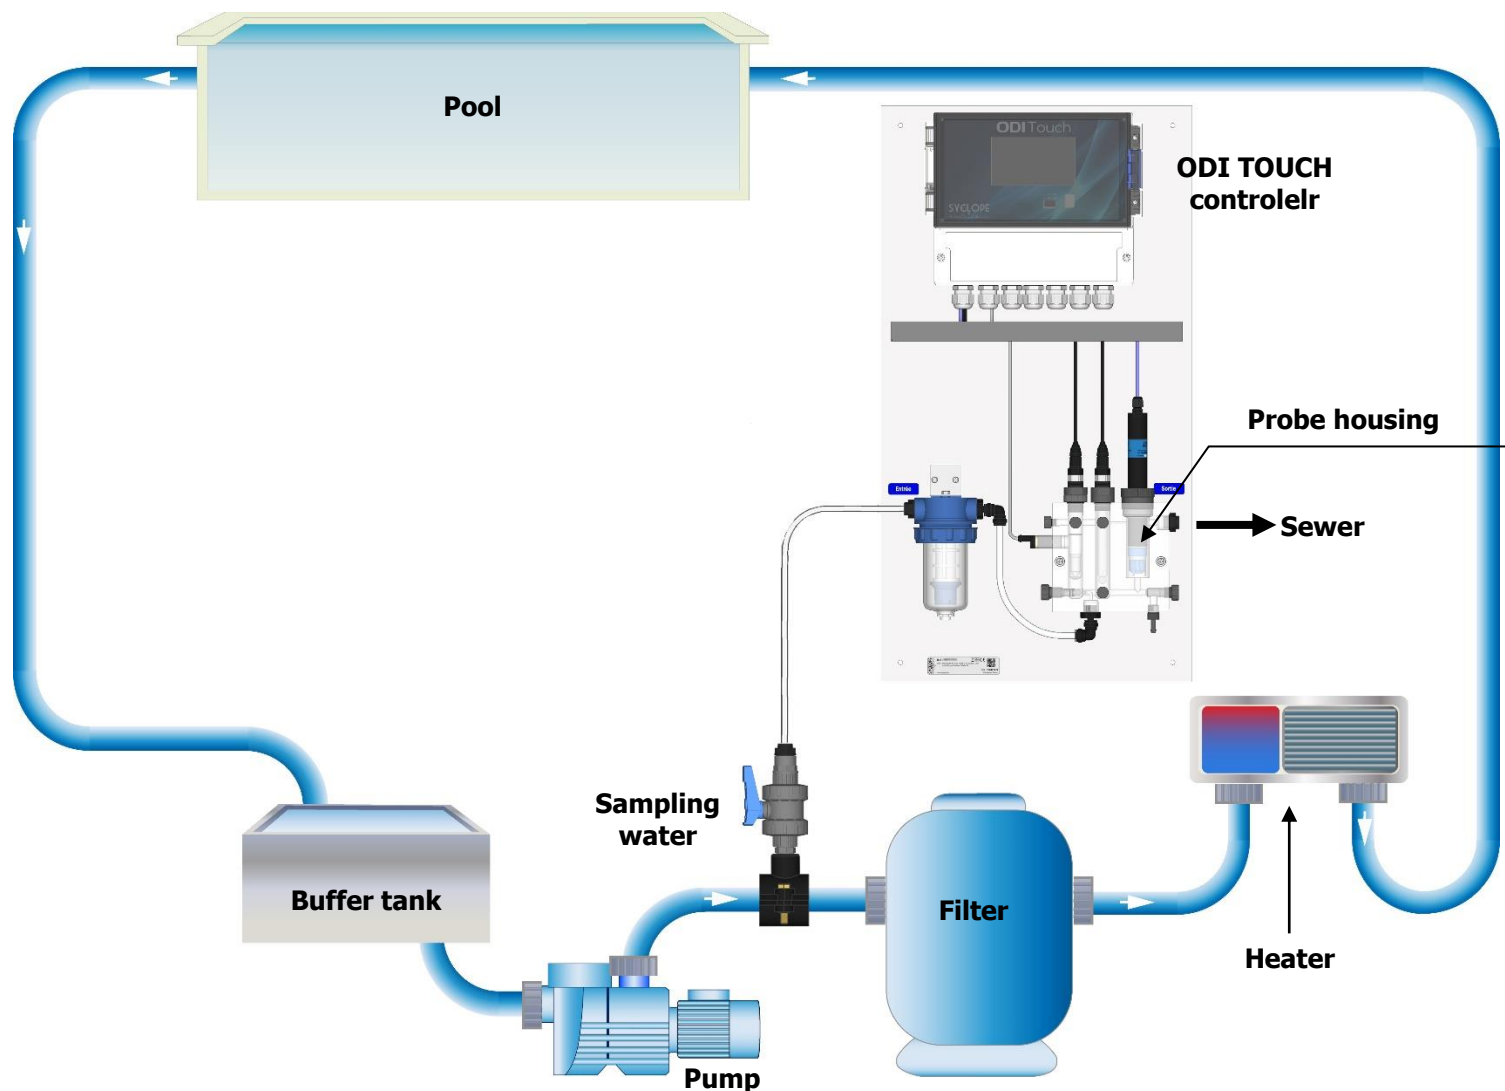 Pool
ODI Touch
SYCLOPE
ODI TOUCH
controlelr
Probe housing
Entrée
Sortie
Sewer
Sampling
water
Buffer tank
Filter
Heater
Pump